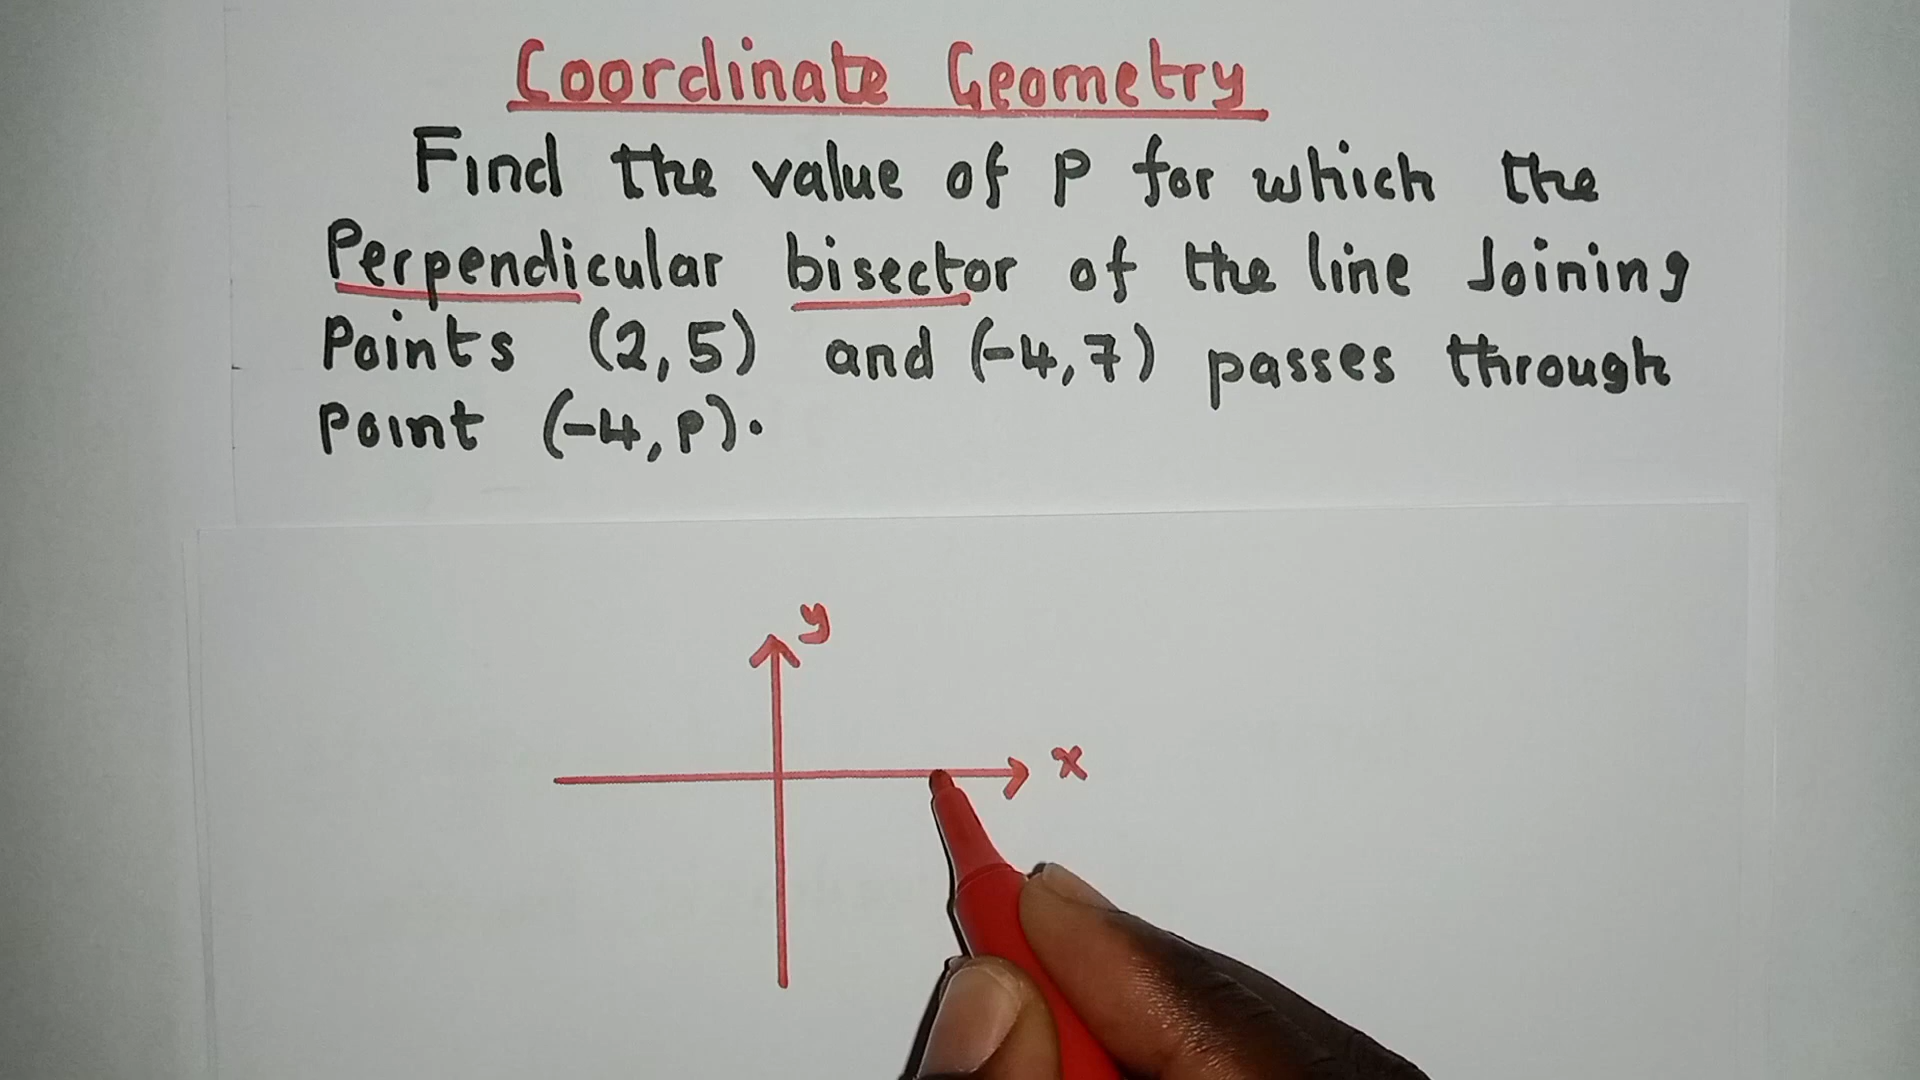 Coordinate Geometry
Find the value of P for which the
Perpendicular bisector of the line Joining
Points (2,5) and (-4,7) passes through
Point (-4,P).
y
x